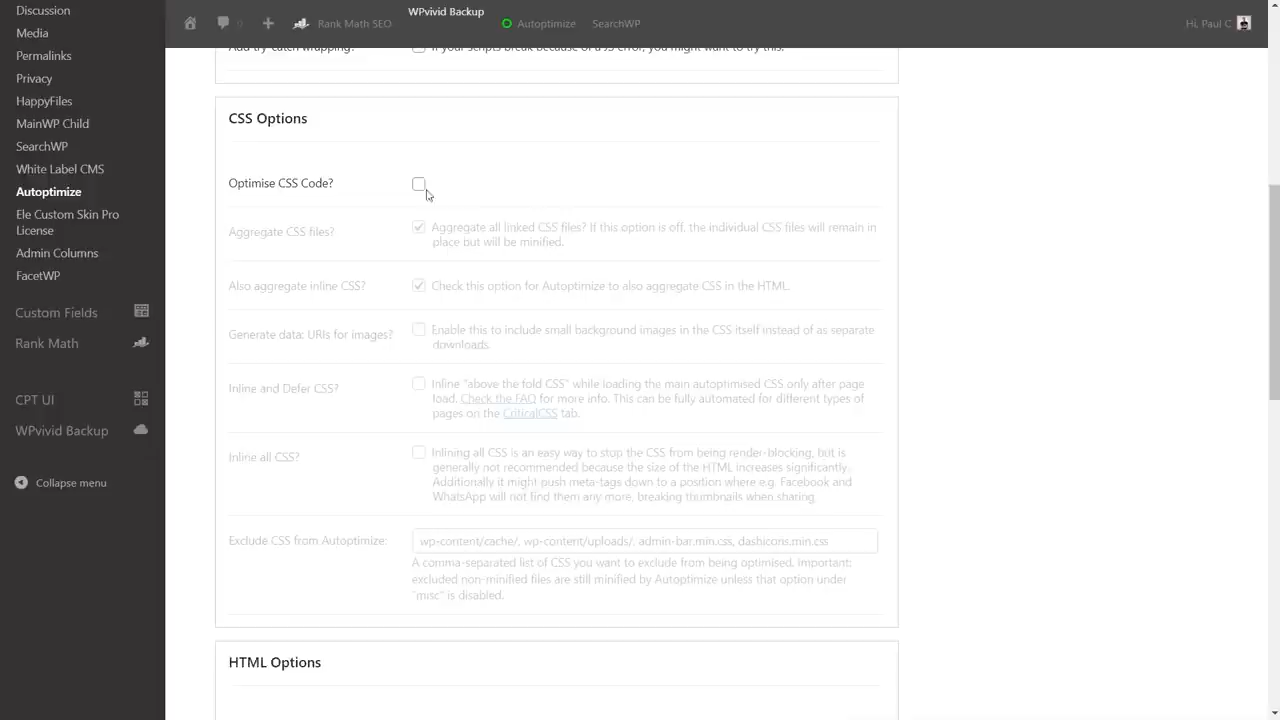 Discussion
Media
Permalinks
Privacy
HappyFiles
MainWP Child
SearchWP
White Label CMS
Autoptimize
Ele Custom Skin Pro
License
Admin Columns
FacetWP
Custom Fields
Rank Math
CPT UI
WPvivid Backup
Collapse menu
0
Rank Math SEO
WPvivid Backup
Autoptimize
SearchWP
Hi, Paul C
Add try-catch wrapping?
If your scripts break because of a JS error, you might want to try this.
CSS Options
Optimise CSS Code?
Aggregate CSS files?
Aggregate all linked CSS files? If this option is off, the individual CSS files will remain in
place but will be minified.
Also aggregate inline CSS?
Check this option for Autoptimize to also aggregate CSS in the HTML.
Generate data: URIs for images?
Enable this to include small background images in the CSS itself instead of as separate
downloads.
Inline and Defer CSS?
Inline "above the fold CSS" while loading the main autoptimised CSS only after page
load. Check the FAQ for more info. This can be fully automated for different types of
pages on the CriticalCSS tab.
Inline all CSS?
Inlining all CSS is an easy way to stop the CSS from being render-blocking, but is
generally not recommended because the size of the HTML increases significantly.
Additionally it might push meta-tags down to a position where e.g. Facebook and
WhatsApp will not find them any more, breaking thumbnails when sharing.
Exclude CSS from Autoptimize:
wp-content/cache/, wp-content/uploads/, admin-bar.min.css, dashicons.min.css
A comma-separated list of CSS you want to exclude from being optimised. Important:
excluded non-minified files are still minified by Autoptimize unless that option under
"misc" is disabled.
HTML Options